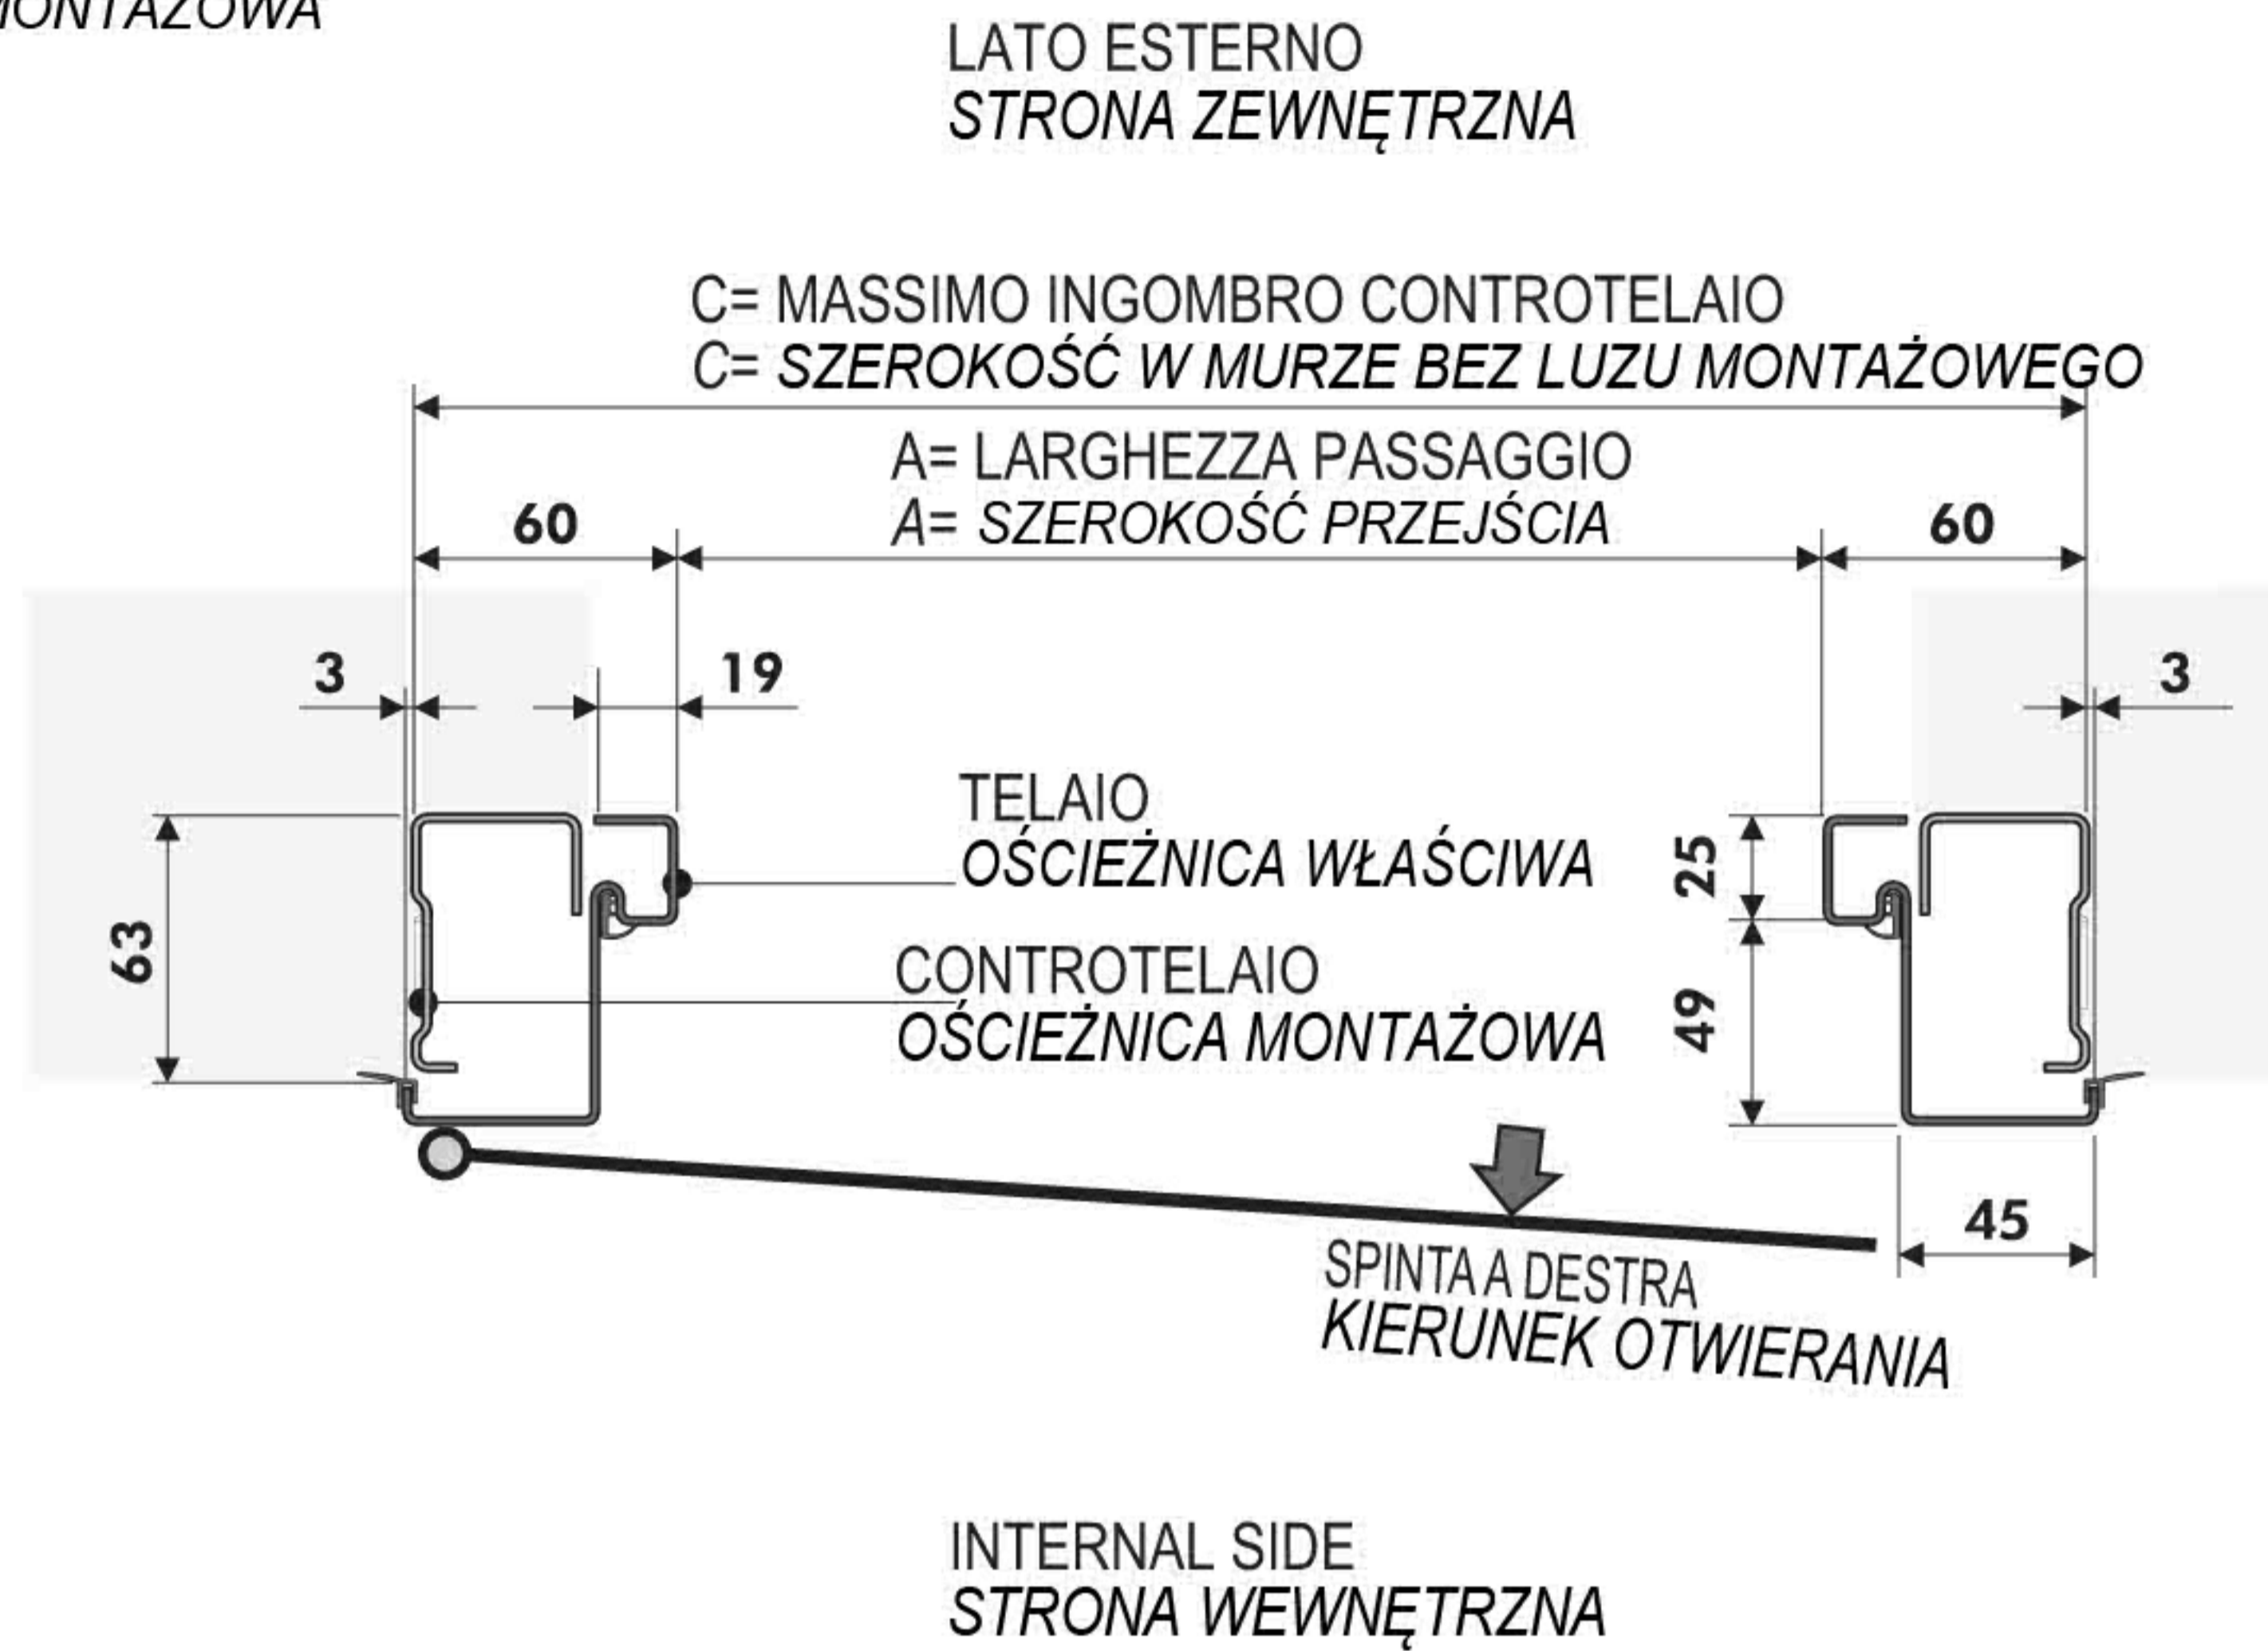 MONTAŻOWA
LATO ESTERNO
STRONA ZEWNĘTRZNA
C= MASSIMO INGOMBRO CONTROTELAIO
C= SZEROKOŚĆ W MURZE BEZ LUZU MONTAŻOWEGO
A= LARGHEZZA PASSAGGIO
A= SZEROKOŚĆ PRZEJŚCIA
60
60
3
19
3
TELAIO
OŚCIEŻNICA WŁAŚCIWA
25
63
CONTROTELAIO
OŚCIEŻNICA MONTAŻOWA
49
45
SPINTA A DESTRA
KIERUNEK OTWIERANIA
INTERNAL SIDE
STRONA WEWNĘTRZNA